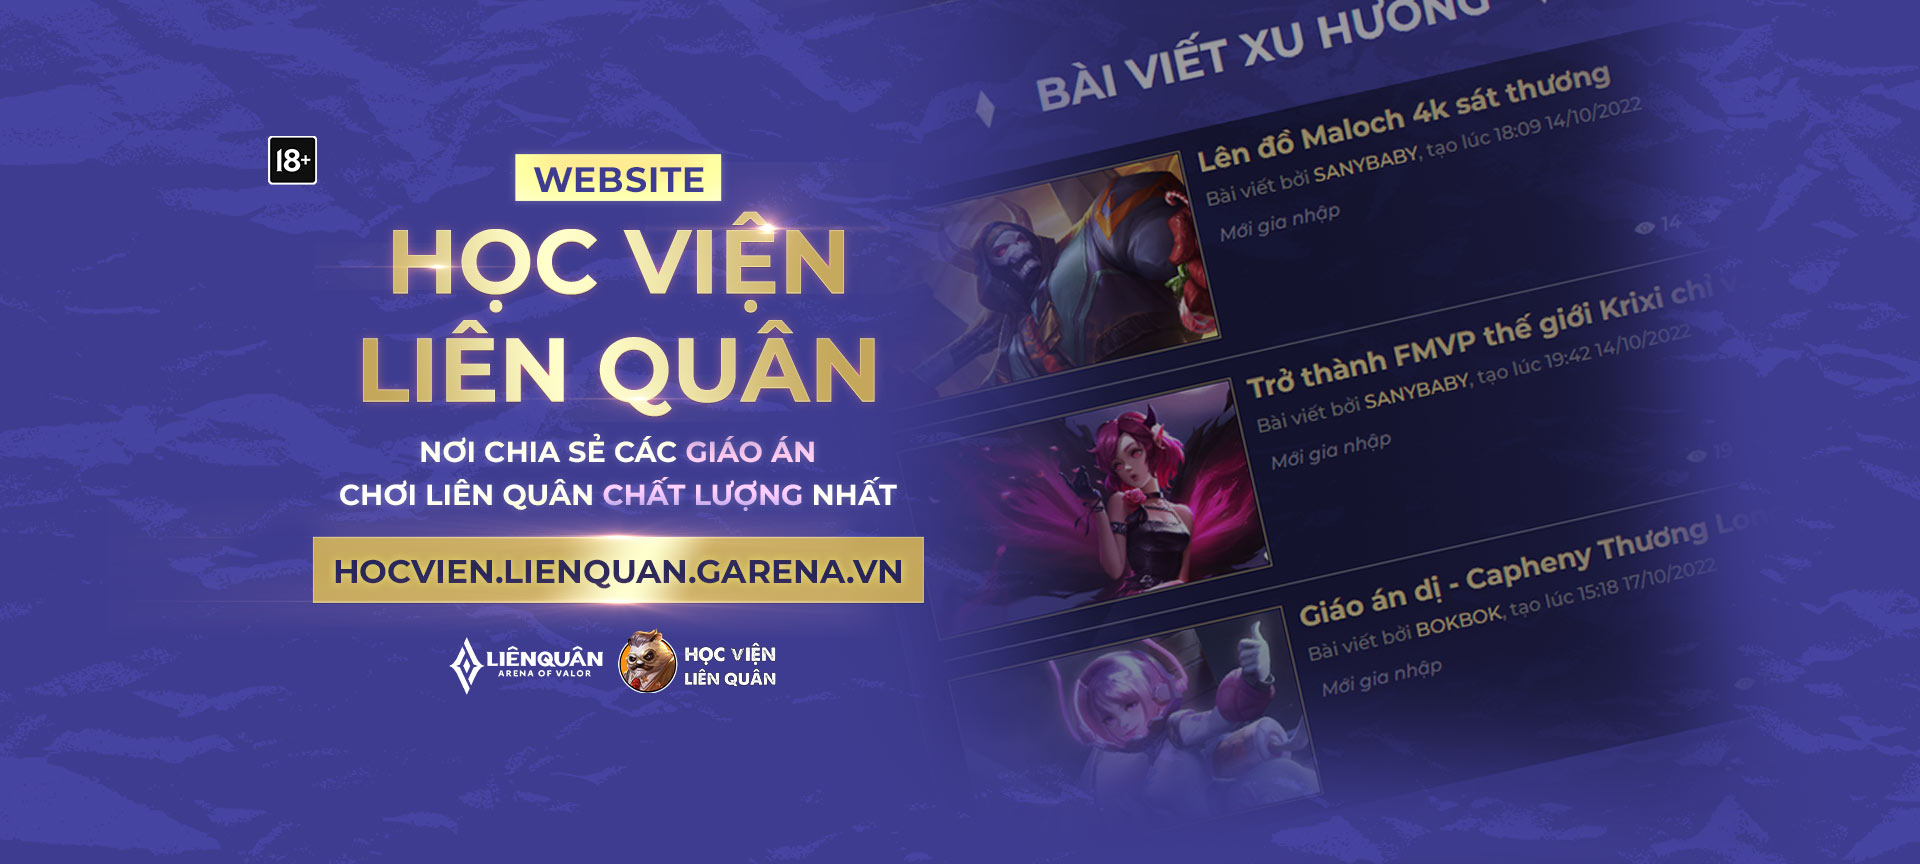 18+
WEBSITE
HỌC VIỆN
LIÊN QUÂN
NƠI CHIA SẺ CÁC GIÁO ÁN
CHƠI LIÊN QUÂN CHẤT LƯỢNG NHẤT
HOCVIEN.LIENQUAN.GARENA.VN
LIÊNQUÂN
ARENA OF VALOR
HỌC VIỆN
LIÊN QUÂN
BÀI VIẾT XU HƯỚNG
Lên đồ Maloch 4k sát thương
Bài viết bởi SANYBABY, tạo lúc 18:09 14/10/2022
Mới gia nhập
14
Trở thành FMVP thế giới Krixi chỉ
Bài viết bởi SANYBABY, tạo lúc 19:42 14/10/2022
Mới gia nhập
Giáo án dị - Capheny Thương
Bài viết bởi BOKBOK, tạo lúc 15:18 17/10/2022
Mới gia nhập